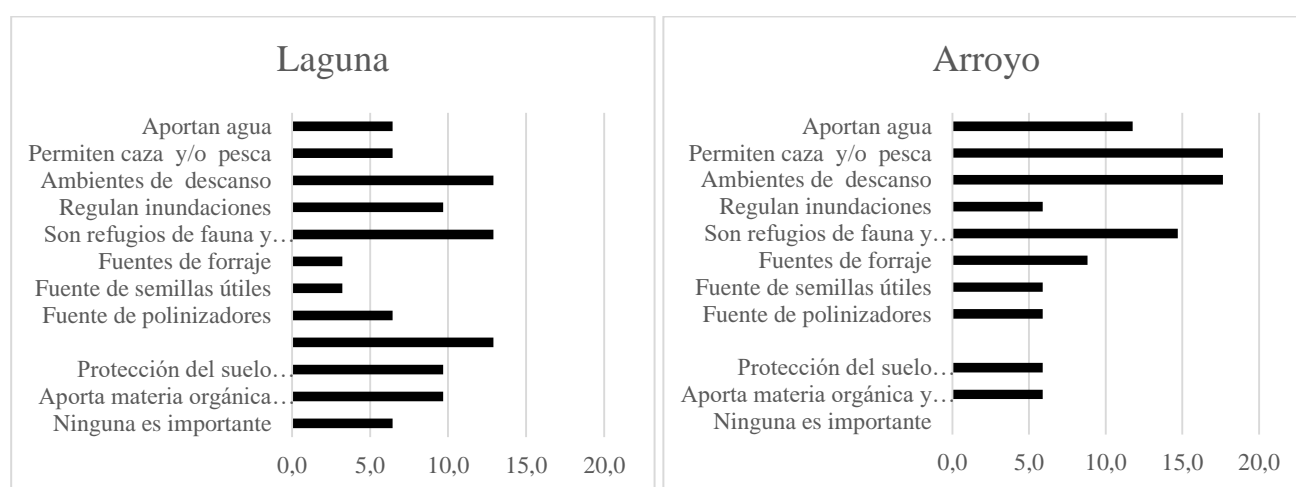 Laguna
Aportan agua
Permiten caza y/o pesca
Ambientes de descanso
Regulan inundaciones
Son refugios de fauna y…
Fuentes de forraje
Fuente de semillas útiles
Fuente de polinizadores
Protección del suelo…
Aporta materia orgánica…
Ninguna es importante
0,0 5,0 10,0 15,0 20,0
Arroyo
Aportan agua
Permiten caza y/o pesca
Ambientes de descanso
Regulan inundaciones
Son refugios de fauna y…
Fuentes de forraje
Fuente de semillas útiles
Fuente de polinizadores
Protección del suelo…
Aporta materia orgánica y…
Ninguna es importante
0,0 5,0 10,0 15,0 20,0